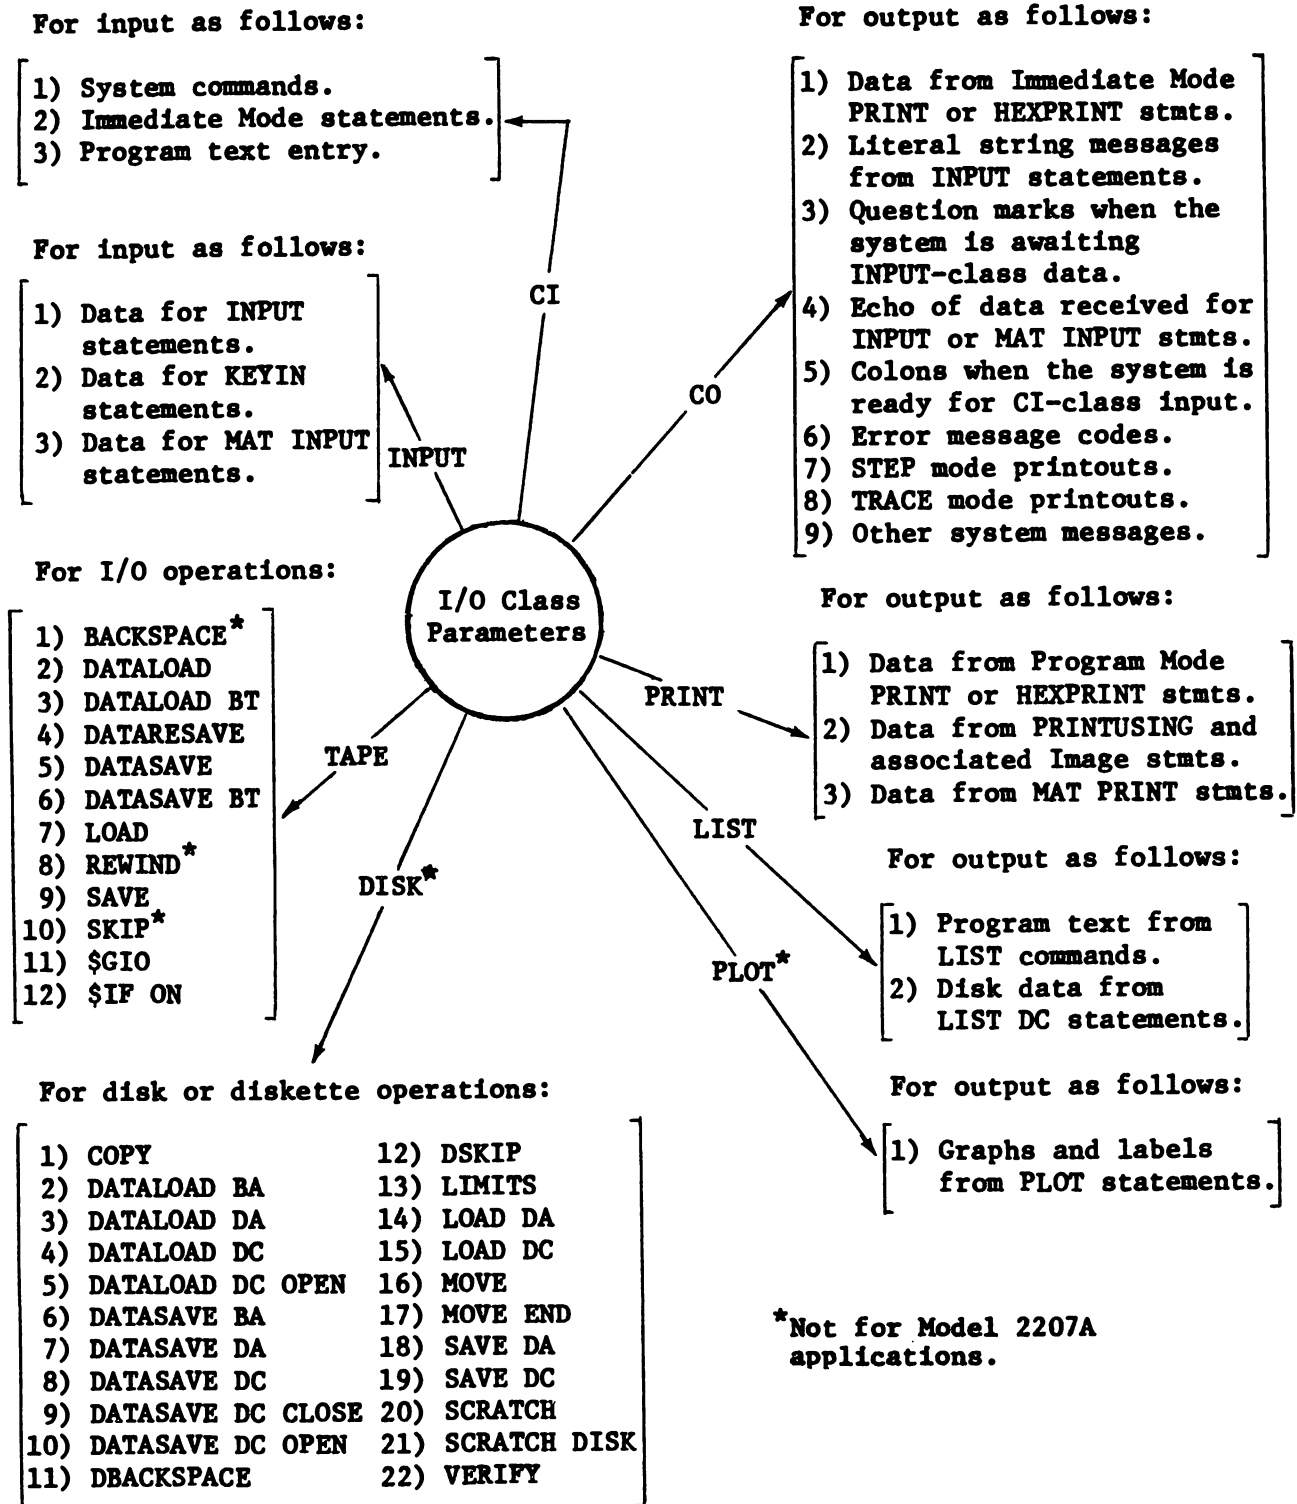 For input as follows:
1) System commands.
2) Immediate Mode statements.
3) Program text entry.
For input as follows:
1) Data for INPUT
statements.
2) Data for KEYIN
statements.
3) Data for MAT INPUT
statements.
For I/O operations:
1) BACKSPACE*
2) DATALOAD
3) DATALOAD BT
4) DATARESAVE
5) DATASAVE
6) DATASAVE BT
7) LOAD
8) REWIND*
9) SAVE
10) SKIP*
11) $GIO
12) $IF ON
CI
INPUT
CO
I/O Class
Parameters
TAPE
DISK*
PRINT
LIST
PLOT*
For output as follows:
1) Data from Immediate Mode
PRINT or HEXPRINT stmts.
2) Literal string messages
from INPUT statements.
3) Question marks when the
system is awaiting
INPUT-class data.
4) Echo of data received for
INPUT or MAT INPUT stmts.
5) Colons when the system is
ready for CI-class input.
6) Error message codes.
7) STEP mode printouts.
8) TRACE mode printouts.
9) Other system messages.
For output as follows:
1) Data from Program Mode
PRINT or HEXPRINT stmts.
2) Data from PRINTUSING and
associated Image stmts.
3) Data from MAT PRINT stmts.
For output as follows:
1) Program text from
LIST commands.
2) Disk data from
LIST DC statements.
For output as follows:
1) Graphs and labels
from PLOT statements.
For disk or diskette operations:
1) COPY
2) DATALOAD BA
3) DATALOAD DA
4) DATALOAD DC
5) DATALOAD DC OPEN
6) DATASAVE BA
7) DATASAVE DA
8) DATASAVE DC
9) DATASAVE DC CLOSE
10) DATASAVE DC OPEN
11) DBACKSPACE
12) DSKIP
13) LIMITS
14) LOAD DA
15) LOAD DC
16) MOVE
17) MOVE END
18) SAVE DA
19) SAVE DC
20) SCRATCH
21) SCRATCH DISK
22) VERIFY
*Not for Model 2207A
applications.